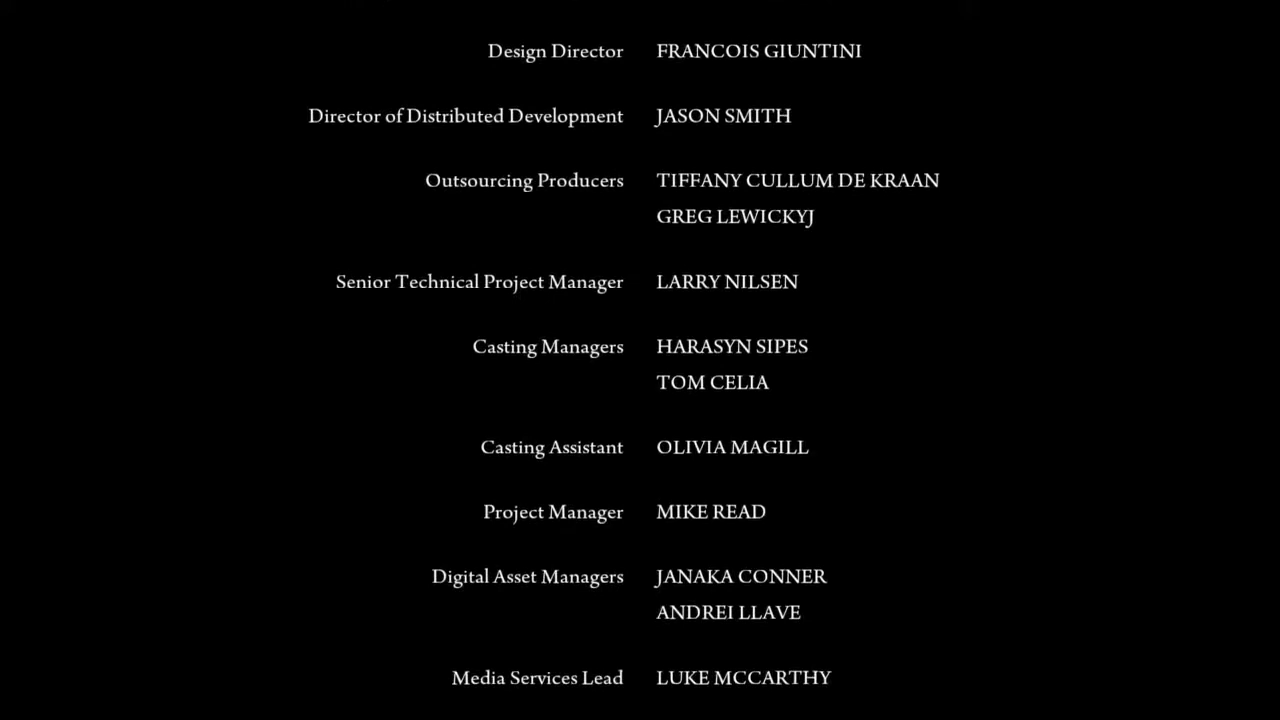 Design Director FRANCOIS GIUNTINI
Director of Distributed Development JASON SMITH
Outsourcing Producers TIFFANY CULLUM DE KRAAN
GREG LEWICKYJ
Senior Technical Project Manager LARRY NILSEN
Casting Managers HARASYN SIPES
TOM CELIA
Casting Assistant OLIVIA MAGILL
Project Manager MIKE READ
Digital Asset Managers JANAKA CONNER
ANDREI LLAVE
Media Services Lead LUKE MCCARTHY